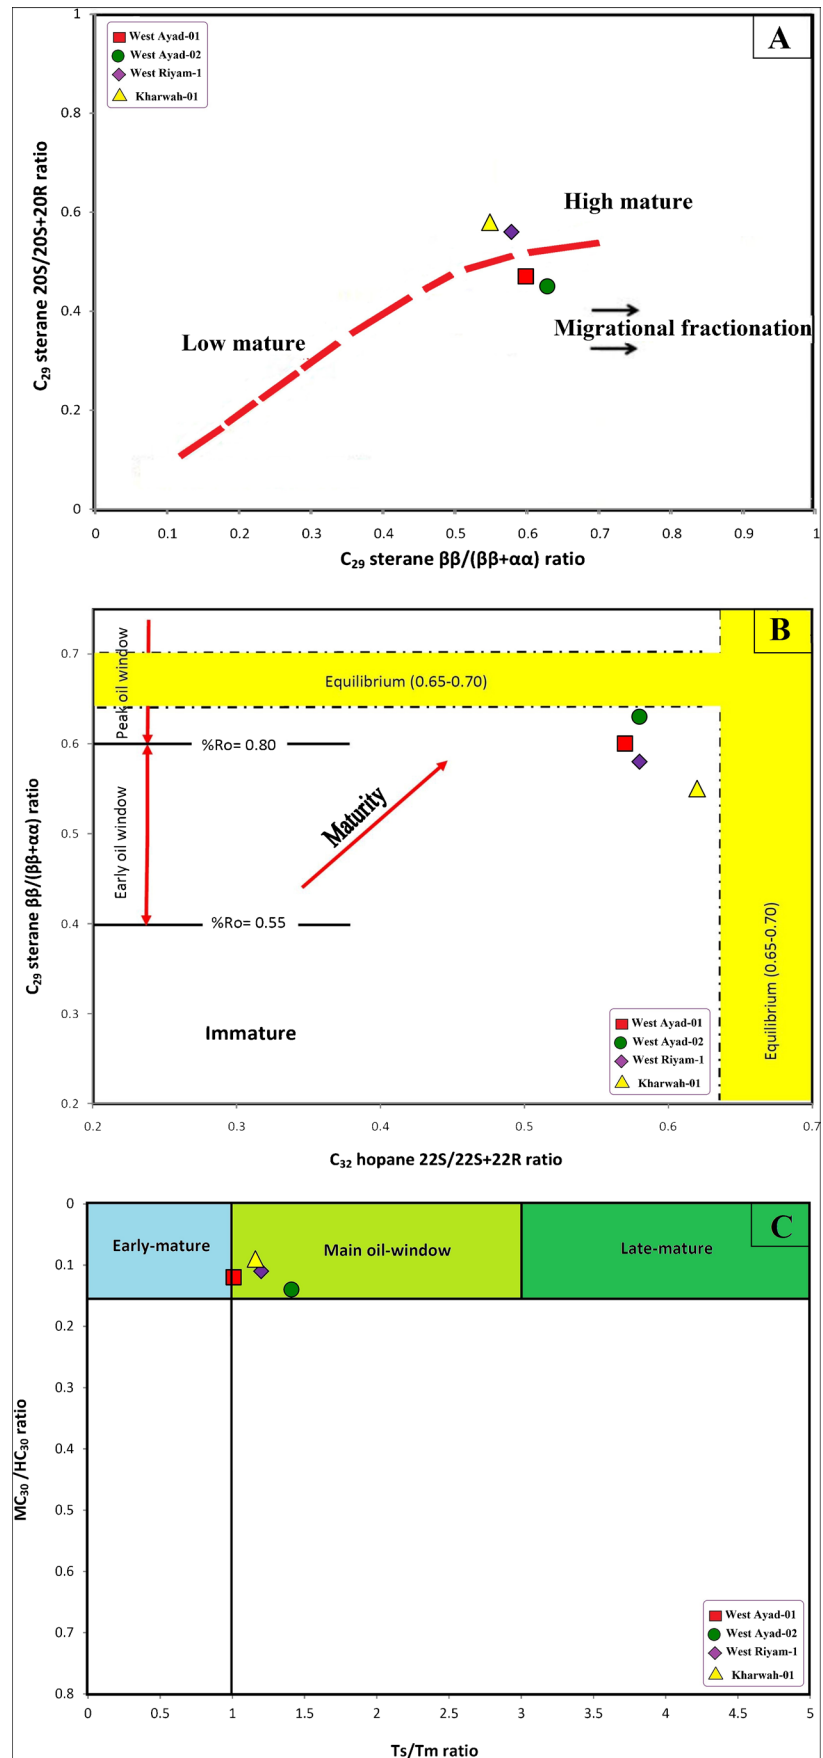 A
West Ayad-01
West Ayad-02
West Riyam-1
Kharwah-01
High mature
Low mature
Migrational fractionation
C29 sterane 20S/20S+20R ratio
1
0.8
0.6
0.4
0.2
0
0 0.1 0.2 0.3 0.4 0.5 0.6 0.7 0.8 0.9 1
C29 sterane ββ/(ββ+αα) ratio
B
Peak oil window
Equilibrium (0.65-0.70)
%Ro= 0.80
Early oil window
Maturity
%Ro= 0.55
Immature
Equilibrium (0.65-0.70)
West Ayad-01
West Ayad-02
West Riyam-1
Kharwah-01
C29 sterane ββ/(ββ+αα) ratio
0.7
0.6
0.5
0.4
0.3
0.2
0.2 0.3 0.4 0.5 0.6 0.7
C32 hopane 22S/22S+22R ratio
C
Early-mature
Main oil-window
Late-mature
MC30 /HC30 ratio
0
0.1
0.2
0.3
0.4
0.5
0.6
0.7
0.8
West Ayad-01
West Ayad-02
West Riyam-1
Kharwah-01
0 0.5 1 1.5 2 2.5 3 3.5 4 4.5 5
Ts/Tm ratio